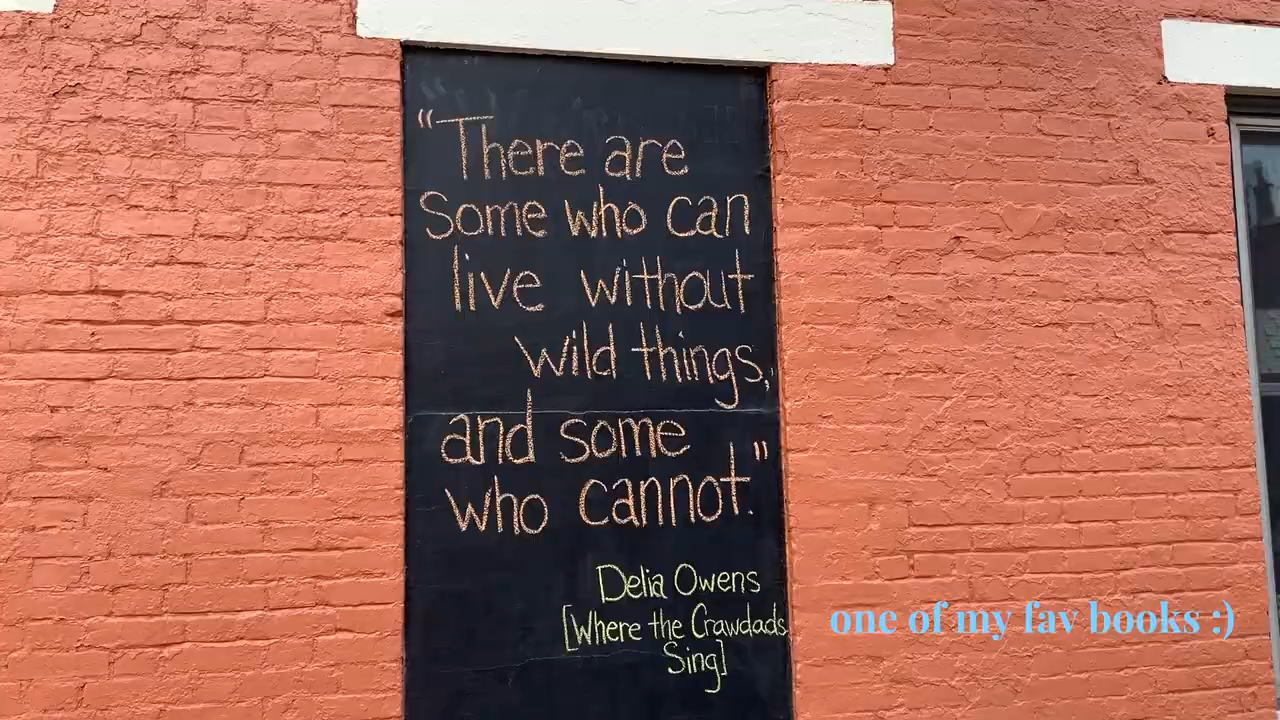 "There are
Some who can
live without
wild things,
and some
who cannot."
Delia Owens
[Where the Crawdads
Sing]
one of my fav books :)